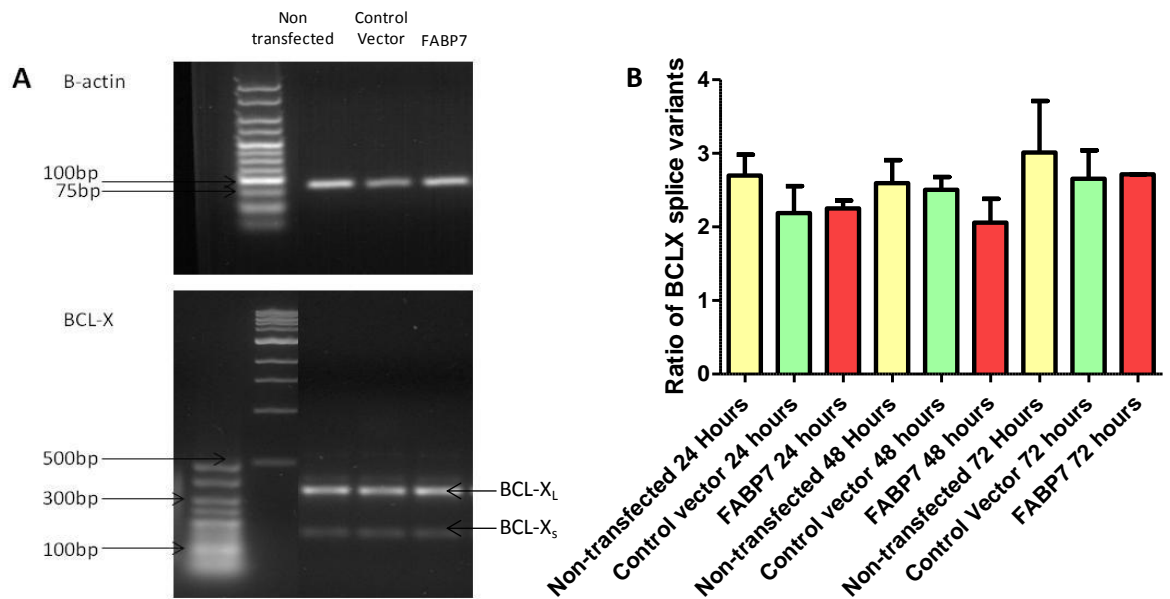 Non
transfected
Control
Vector
FABP7
A
B-actin
100bp
75bp
BCL-X
500bp
300bp
100bp
BCL-XL
BCL-Xs
B
Ratio of BCLX splice variants
4
3
2
1
0
Non-transfected 24 Hours
Control vector 24 hours
FABP7 24 hours
Non-transfected 48 Hours
Control vector 48 hours
FABP7 48 hours
Non-transfected 72 Hours
Control Vector 72 hours
FABP7 72 hours